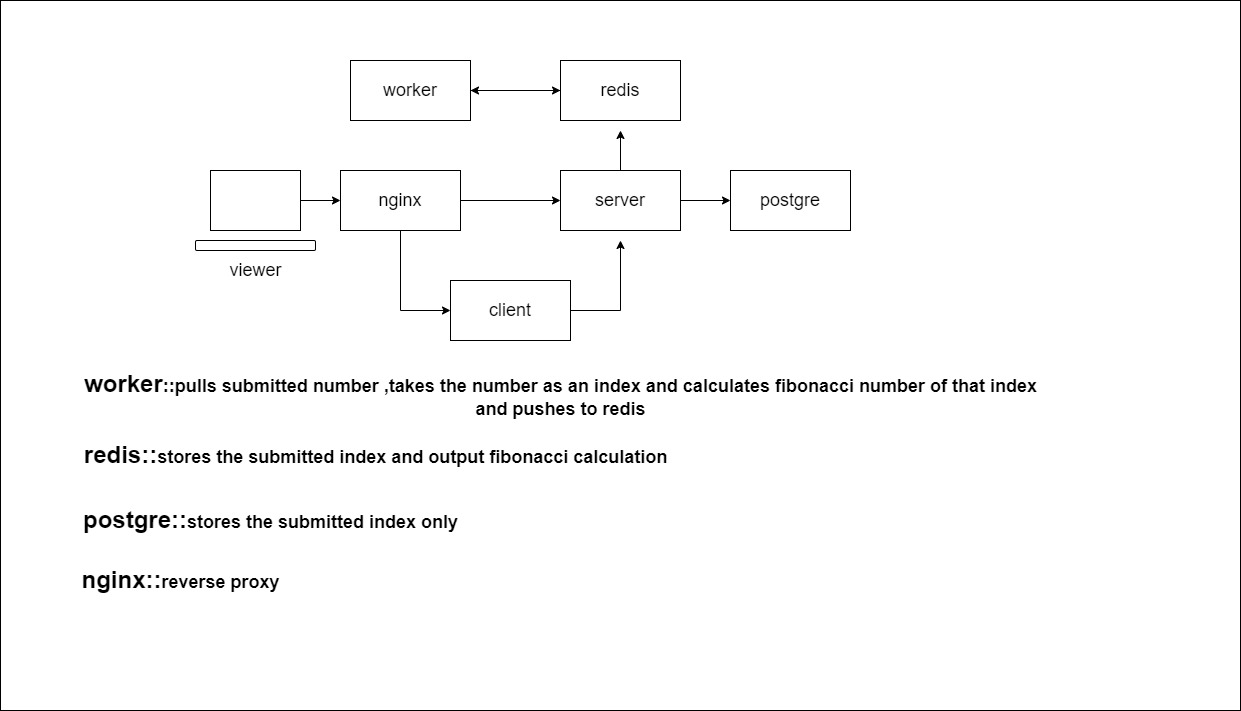 worker
redis
nginx
server
postgre
viewer
client
worker::pulls submitted number ,takes the number as an index and calculates fibonacci number of that index
and pushes to redis
redis::stores the submitted index and output fibonacci calculation
postgre::stores the submitted index only
nginx::reverse proxy